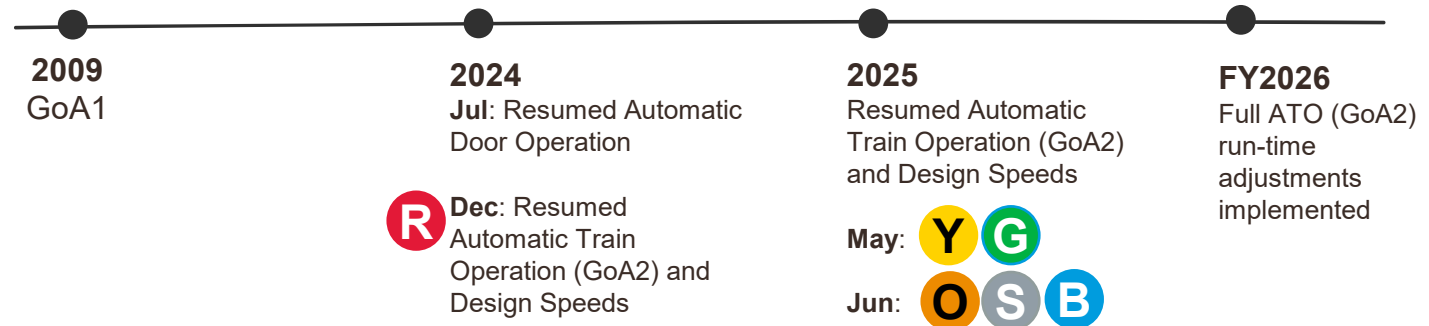 2009
GoA1
2024
Jul: Resumed Automatic
Door Operation
R
Dec: Resumed
Automatic Train
Operation (GoA2) and
Design Speeds
2025
Resumed Automatic
Train Operation (GoA2)
and Design Speeds
May: Y G
Jun: O S B
FY2026
Full ATO (GoA2)
run-time
adjustments
implemented